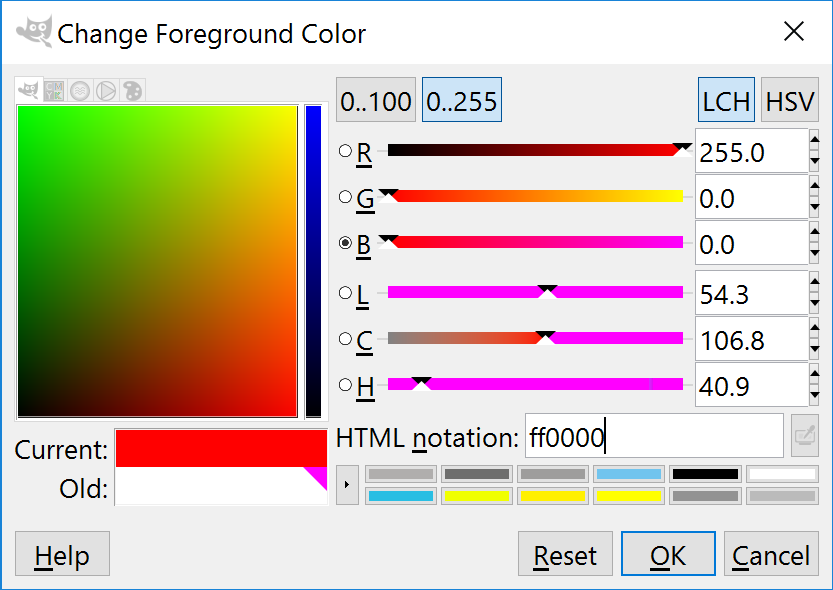 Change Foreground Color
0..100 0..255 LCH HSV
R 255.0
G 0.0
B 0.0
L 54.3
C 106.8
H 40.9
HTML notation: ff0000
Current:
Old:
Help Reset OK Cancel